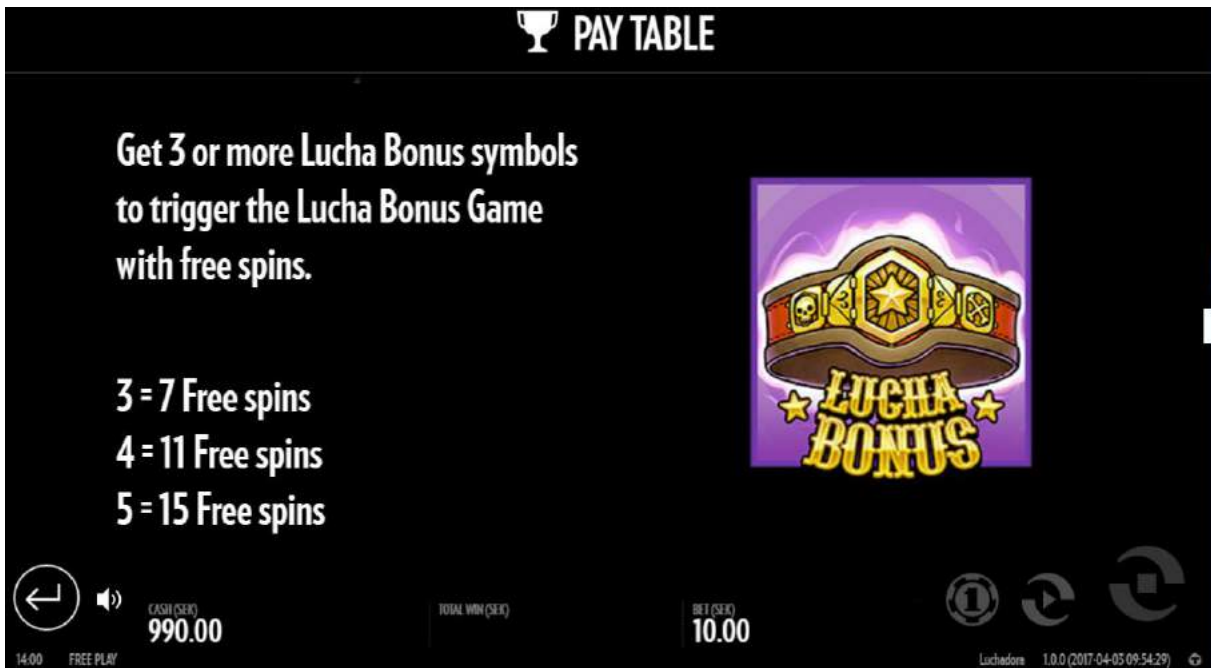 PAY TABLE
Get 3 or more Lucha Bonus symbols
to trigger the Lucha Bonus Game
with free spins.
LUCHA
BONUS
3 = 7 Free spins
4 = 11 Free spins
5 = 15 Free spins
CASH (SEK)
990.00
TOTAL WIN (SEK)
BET (SEK)
10.00
1
14:00 FREE PLAY
Luchadora 1.0.0 (2017-04-03 09:54:29)